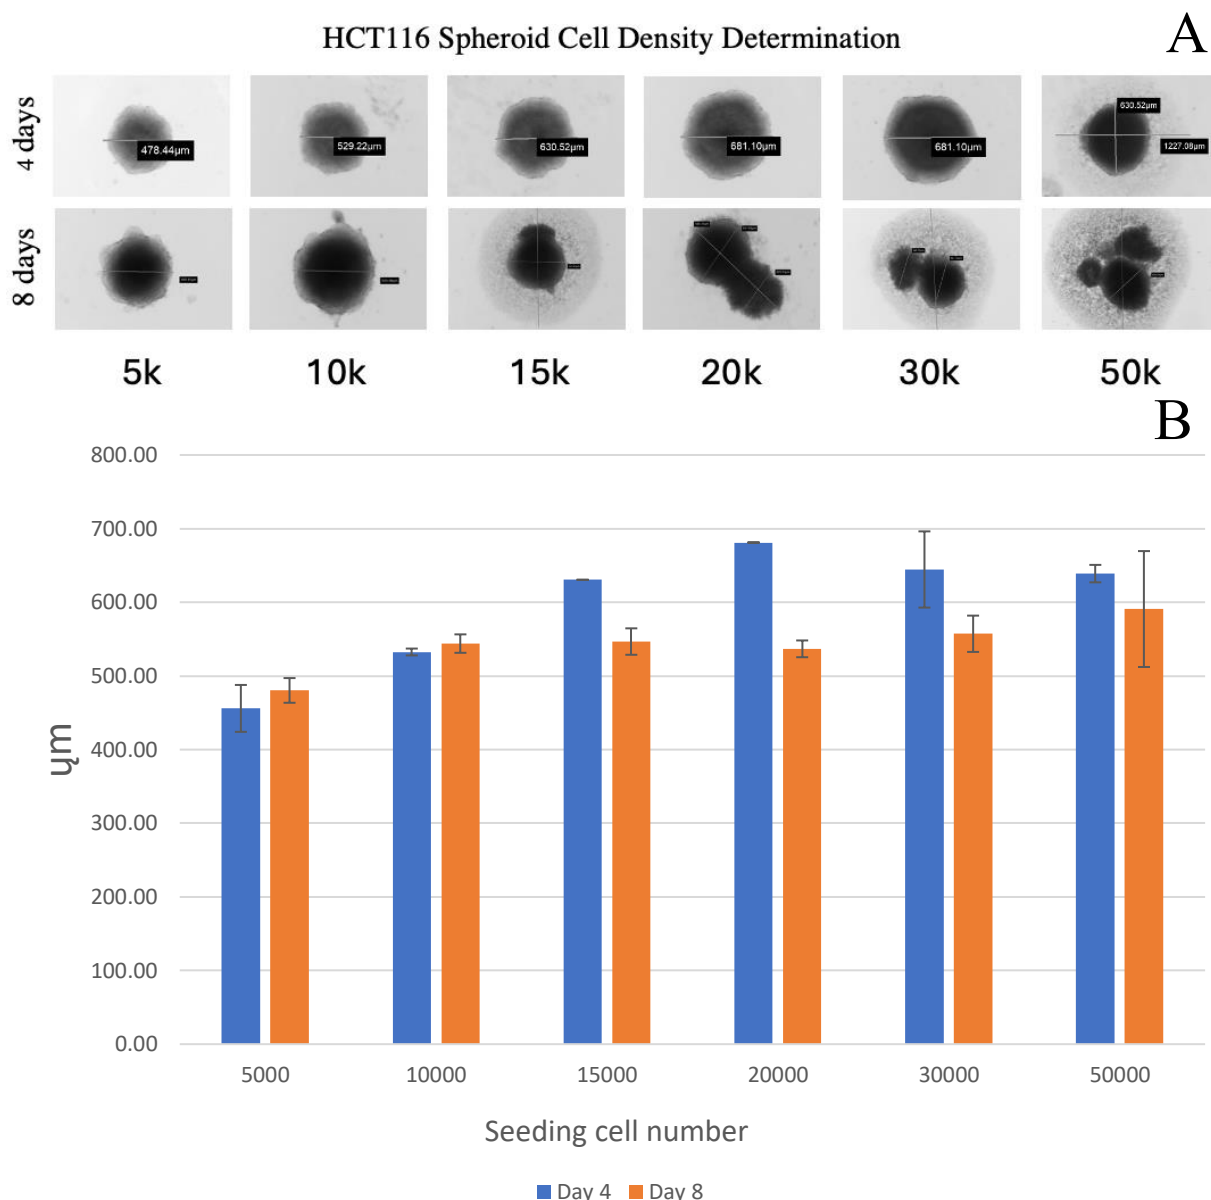 HCT116 Spheroid Cell Density Determination
A
4 days
478.44µm
529.22µm
630.52µm
681.10µm
681.10µm
630.52µm
1227.08µm
8 days
5k 10k 15k 20k 30k 50k
B
800.00
700.00
600.00
500.00
400.00
300.00
200.00
100.00
0.00
µm
5000 10000 15000 20000 30000 50000
Seeding cell number
Day 4 Day 8